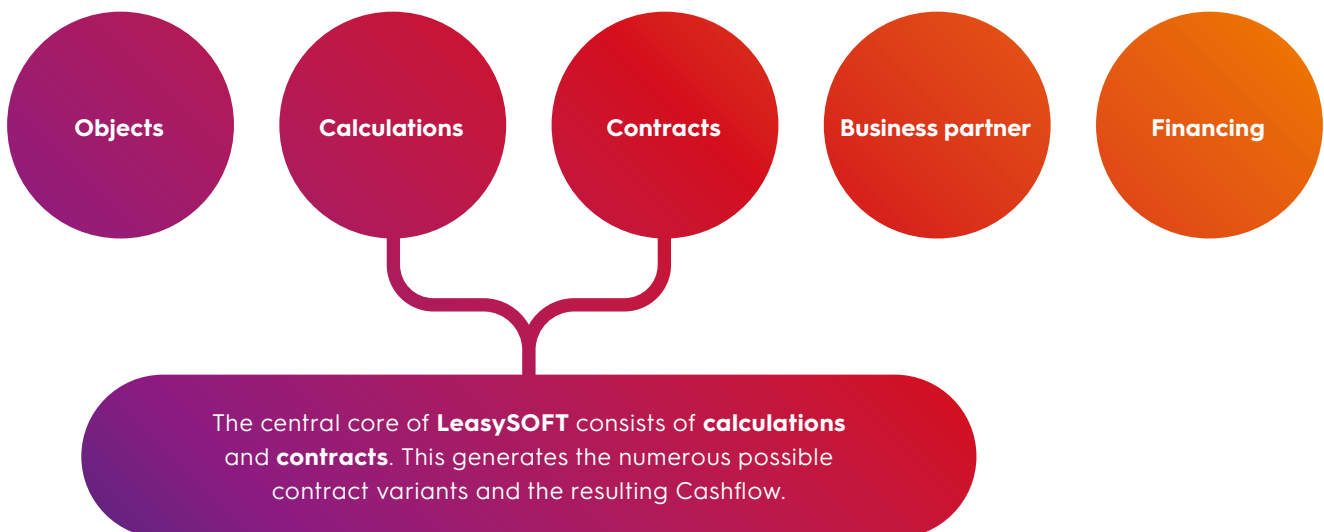 Objects
Calculations
Contracts
Business partner
Financing
The central core of LeasySOFT consists of calculations
and contracts. This generates the numerous possible
contract variants and the resulting Cashflow.